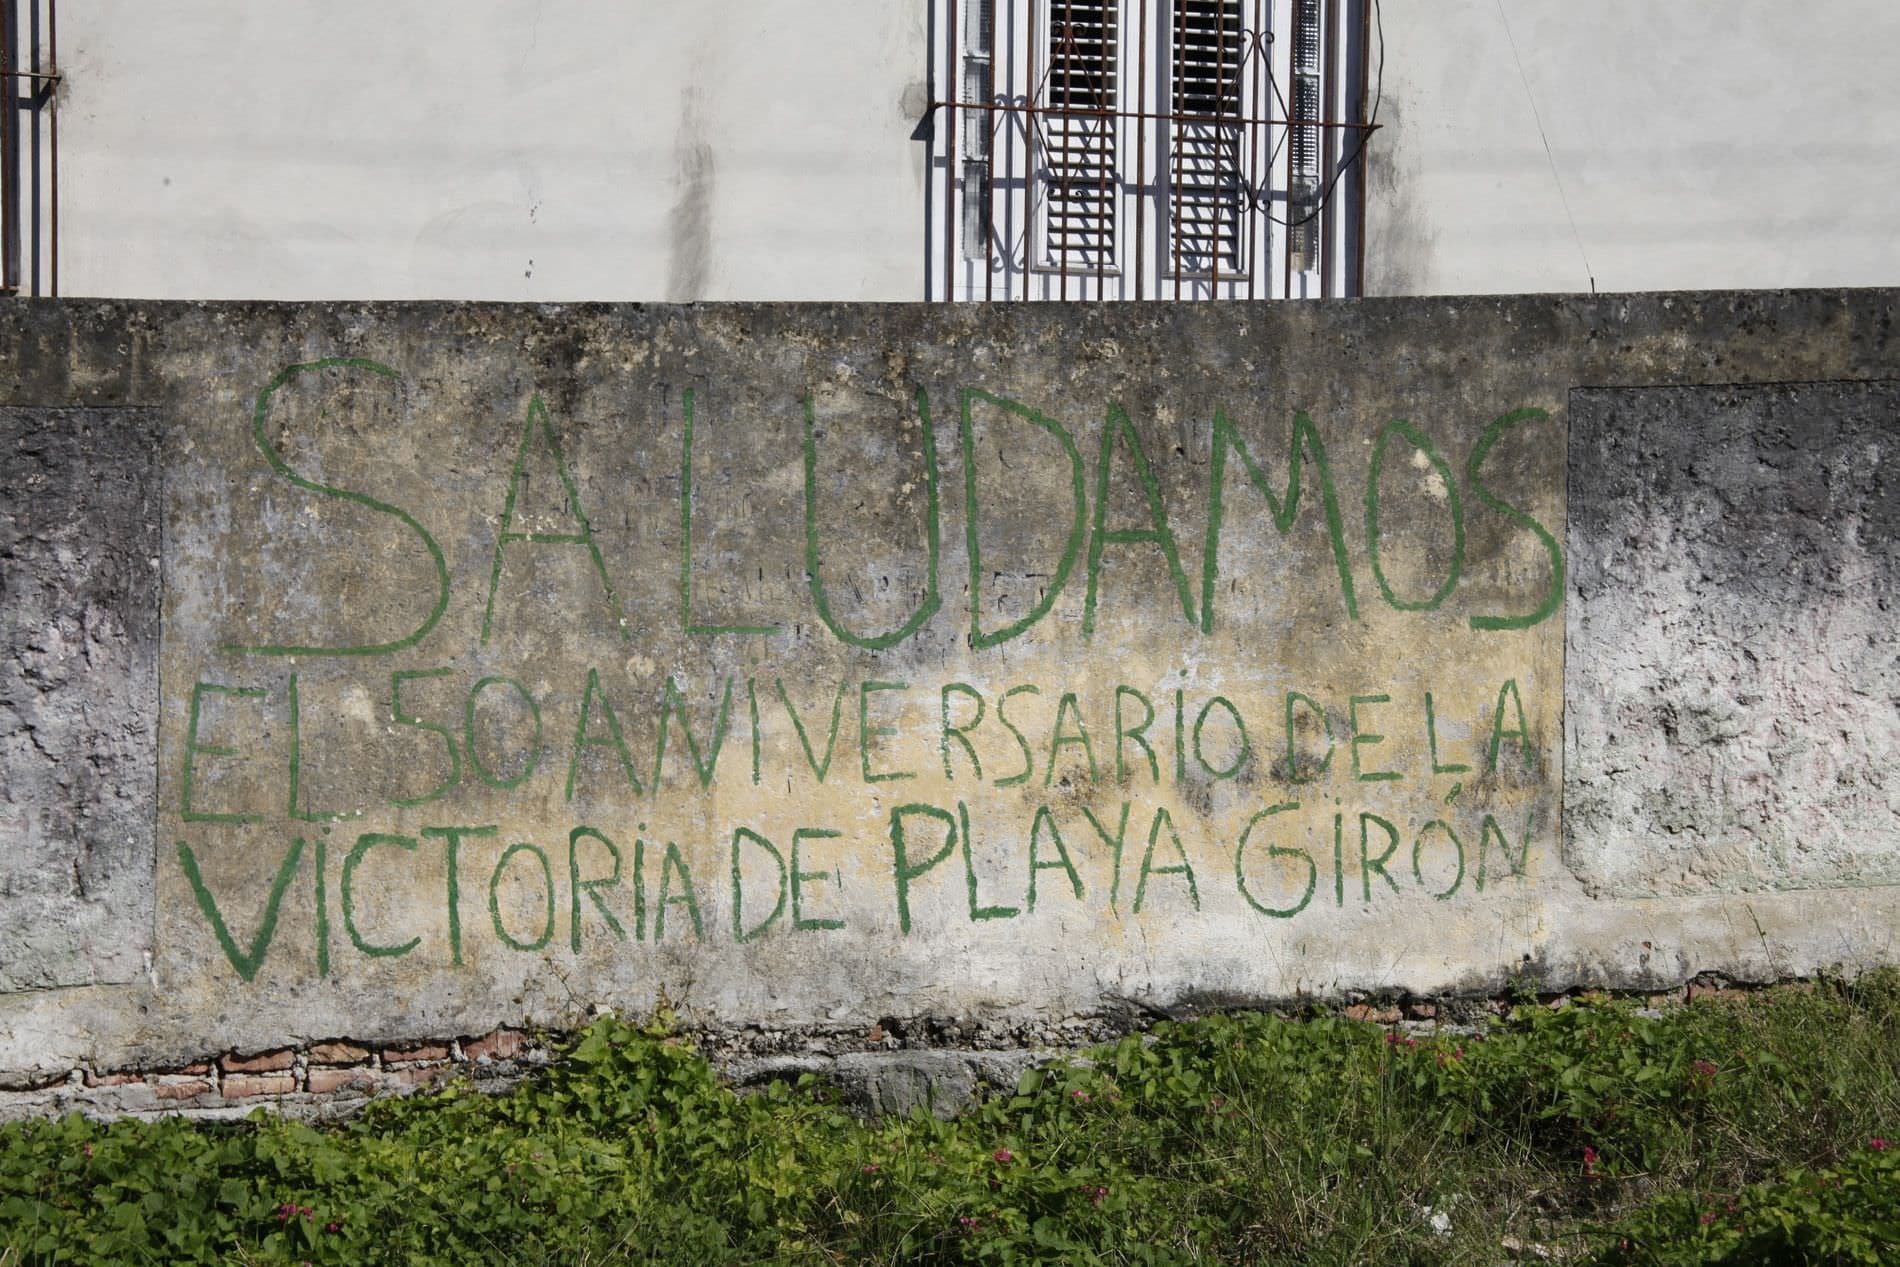 SALUDAMOS
EL 50 ANiVERSARiO DE LA
ViCTORiA DE PLAYA GiRÓN